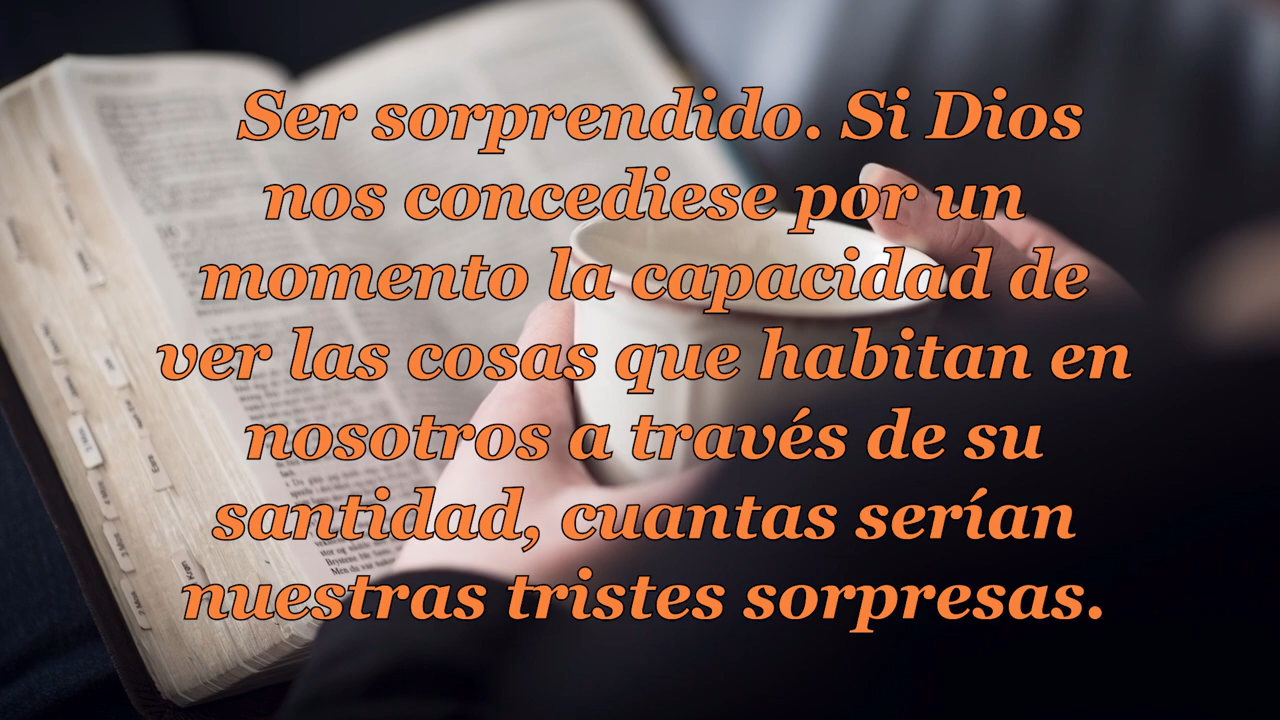 Ser sorprendido. Si Dios
nos concediese por un
momento la capacidad de
ver las cosas que habitan en
nosotros a través de su
santidad, cuantas serían
nuestras tristes sorpresas.